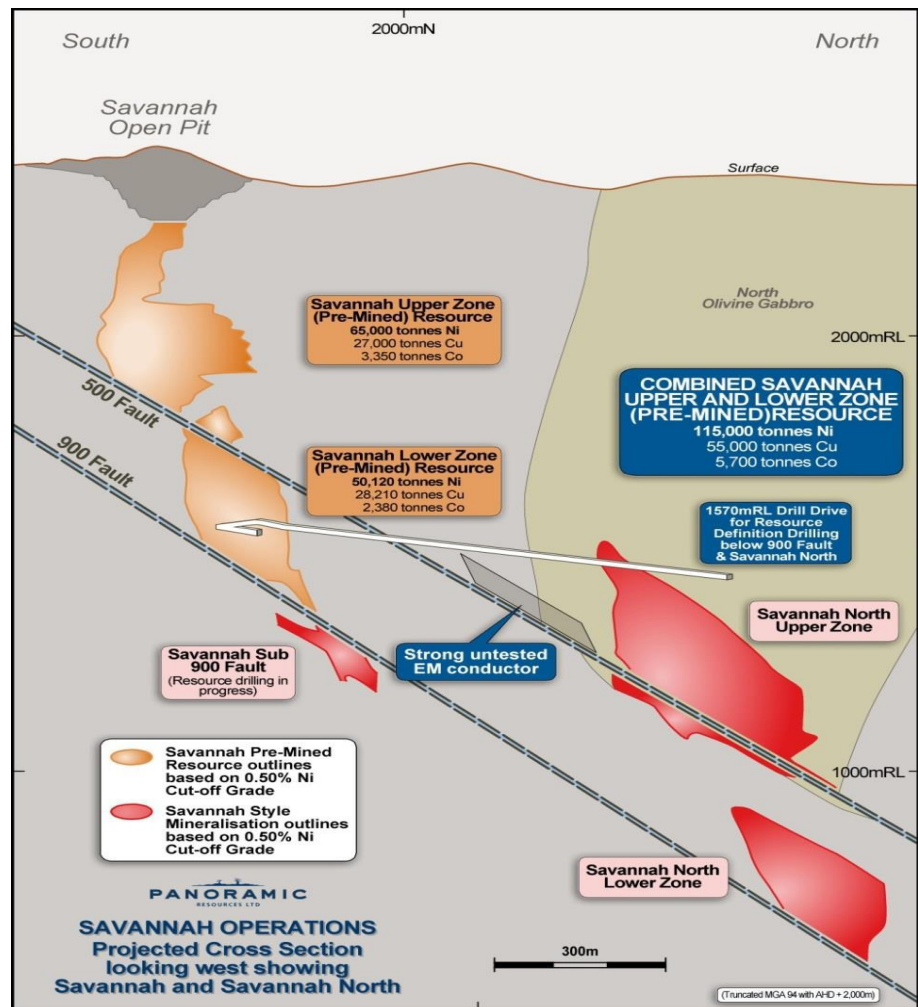 2000mN
South
North
Savannah
Open Pit
Surface
North
Olivine Gabbro
Savannah Upper Zone
(Pre-Mined) Resource
65,000 tonnes Ni
27,000 tonnes Cu
3,350 tonnes Co
2000mRL
COMBINED SAVANNAH
UPPER AND LOWER ZONE
(PRE-MINED)RESOURCE
115,000 tonnes Ni
55,000 tonnes Cu
5,700 tonnes Co
500 Fault
900 Fault
Savannah Lower Zone
(Pre-Mined) Resource
50,120 tonnes Ni
28,210 tonnes Cu
2,380 tonnes Co
1570mRL Drill Drive
for Resource
Definition Drilling
below 900 Fault
& Savannah North
Savannah North
Upper Zone
Savannah Sub
900 Fault
(Resource drilling in
progress)
Strong untested
EM conductor
Savannah Pre-Mined
Resource outlines
based on 0.50% Ni
Cut-off Grade
Savannah Style
Mineralisation outlines
based on 0.50% Ni
Cut-off Grade
1000mRL
Savannah North
Lower Zone
PANORAMIC
RESOURCES LTD
SAVANNAH OPERATIONS
Projected Cross Section
looking west showing
Savannah and Savannah North
300m
(Truncated MGA 94 with AHD + 2,000m)